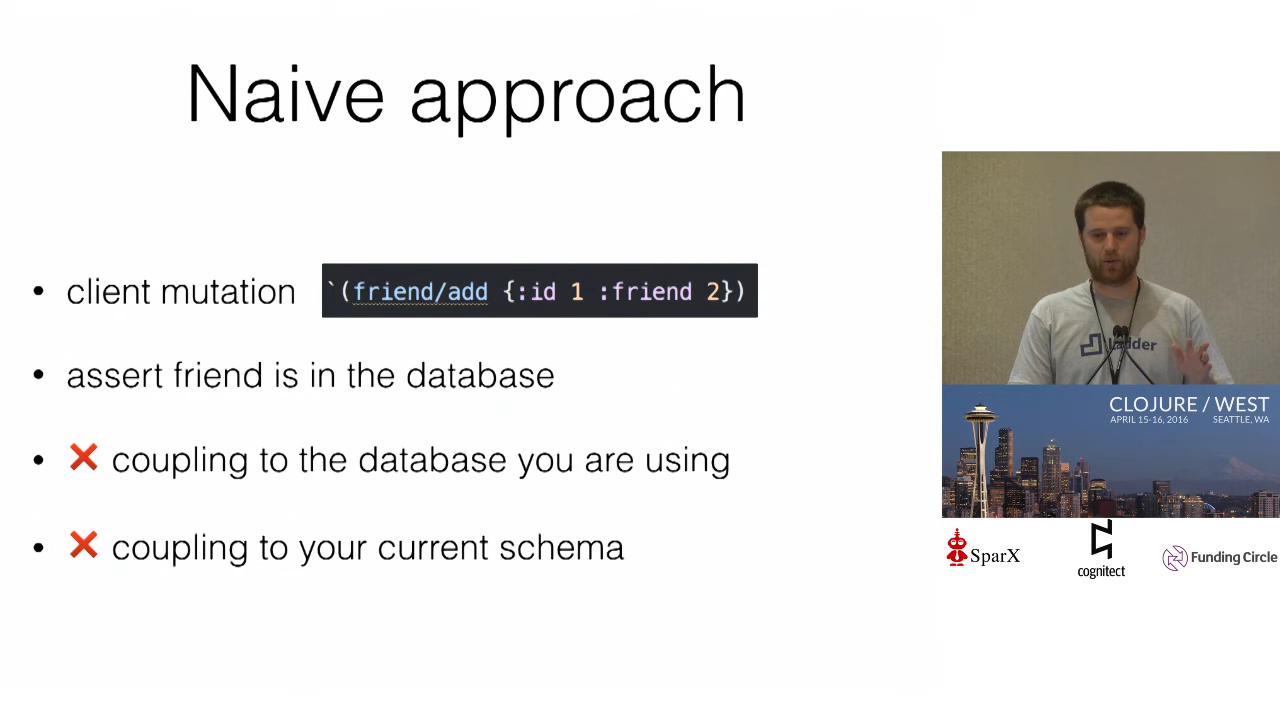 Naive approach
• client mutation `(friend/add {:id 1 :friend 2})
• assert friend is in the database
• ❌ coupling to the database you are using
• ❌ coupling to your current schema
Ladder
CLOJURE / WEST
APRIL 15-16, 2016 SEATTLE, WA
SparX
cognitect
Funding Circle